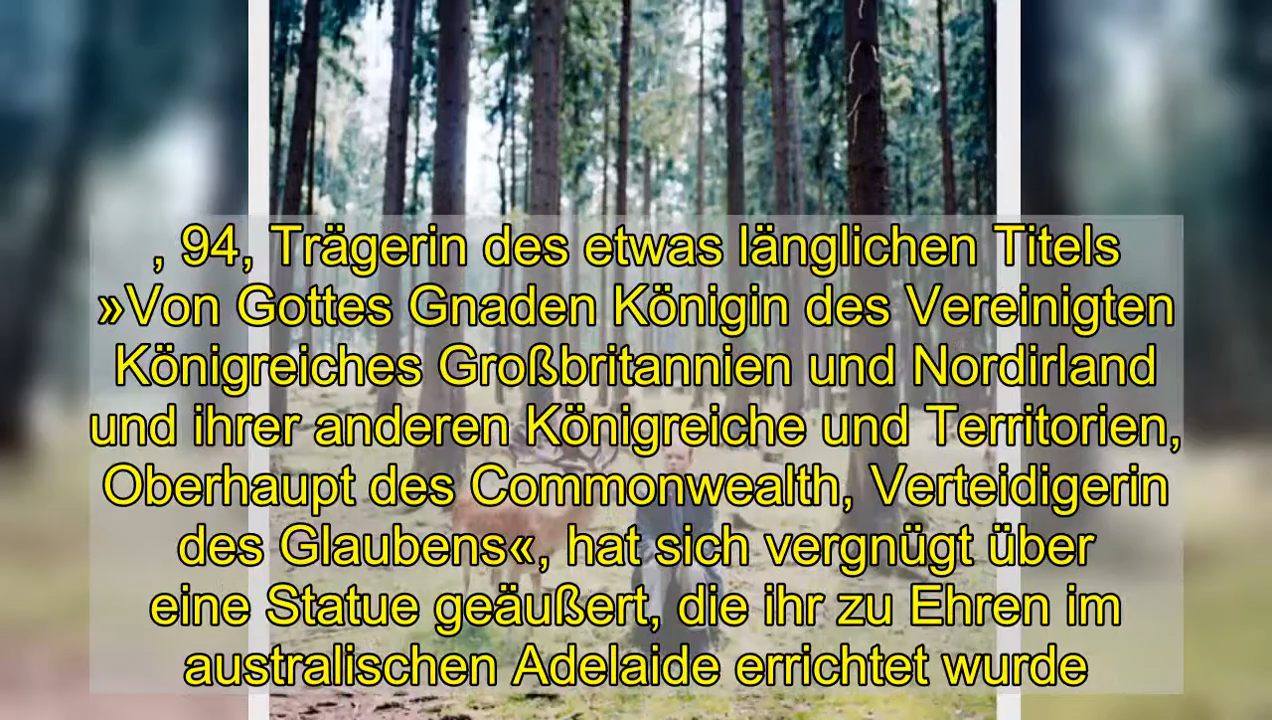 , 94, Trägerin des etwas länglichen Titels
»Von Gottes Gnaden Königin des Vereinigten
Königreiches Großbritannien und Nordirland
und ihrer anderen Königreiche und Territorien,
Oberhaupt des Commonwealth, Verteidigerin
des Glaubens«, hat sich vergnügt über
eine Statue geäußert, die ihr zu Ehren im
australischen Adelaide errichtet wurde